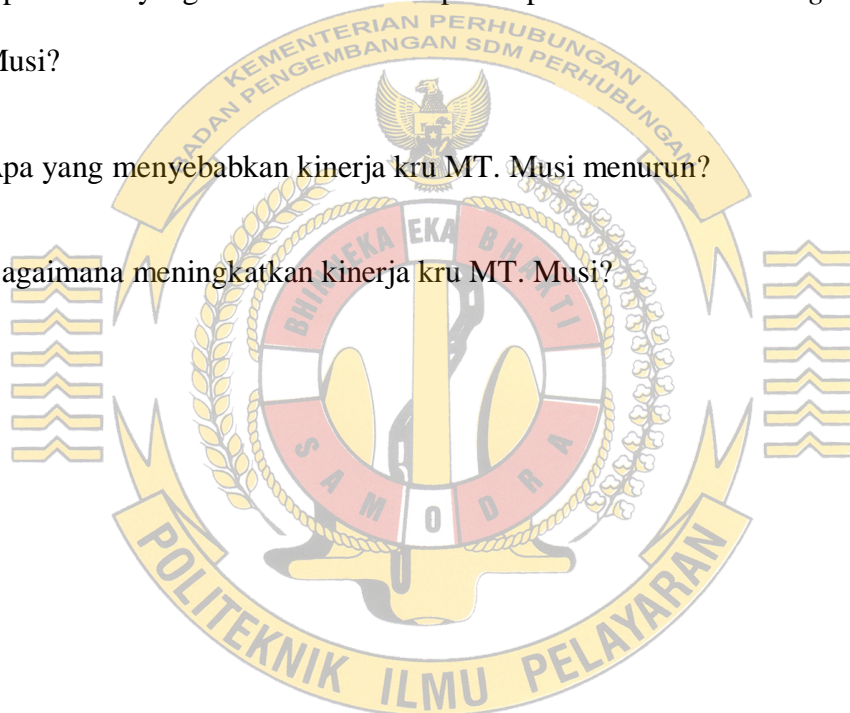 yang
KEMENTERIAN PERHUBUNGAN
BADAN PENGEMBANGAN SDM PERHUBUNGAN
Musi?
Apa yang menyebabkan kinerja kru MT. Musi menurun?
EKA BHAKTI
agaimana meningkatkan kinerja kru MT. Musi?
SAMODRA
POLITEKNIK ILMU PELAYARAN